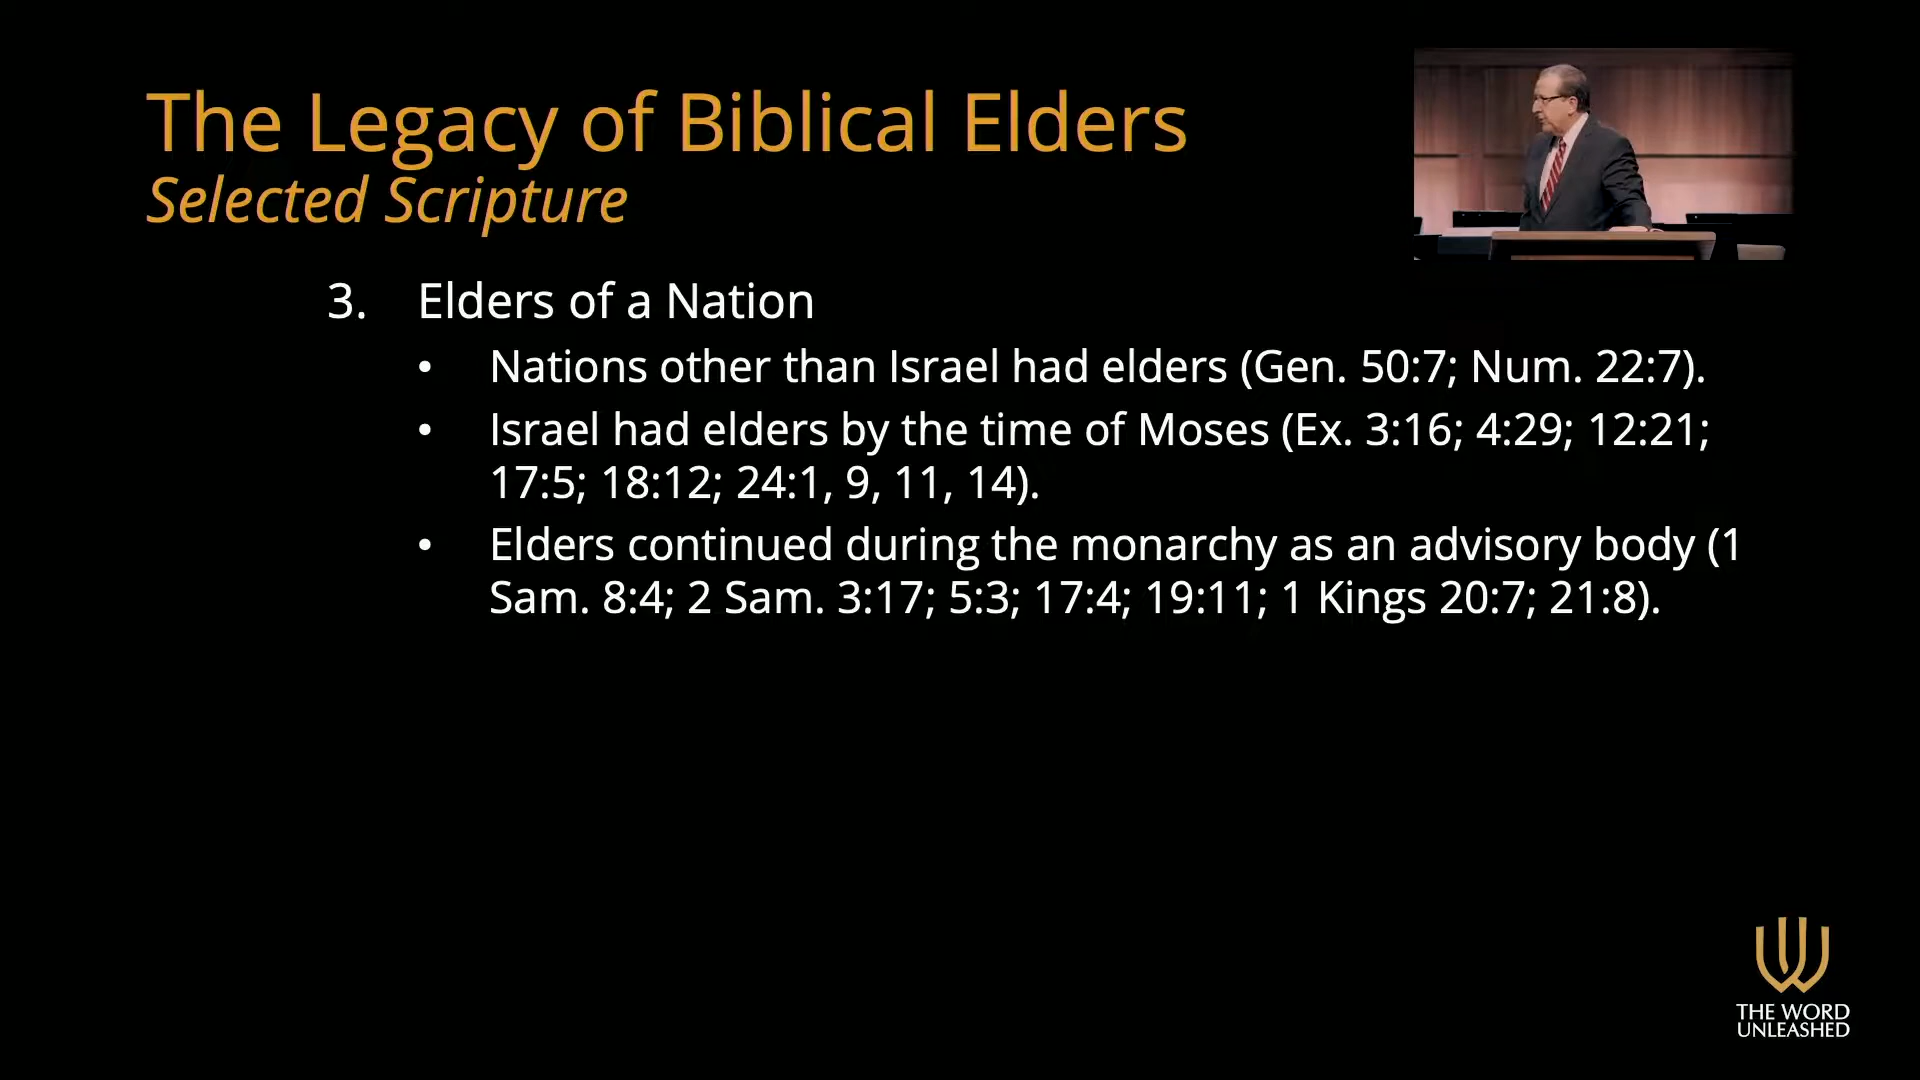 The Legacy of Biblical Elders
Selected Scripture
3. Elders of a Nation
• Nations other than Israel had elders (Gen. 50:7; Num. 22:7).
• Israel had elders by the time of Moses (Ex. 3:16; 4:29; 12:21;
17:5; 18:12; 24:1, 9, 11, 14).
• Elders continued during the monarchy as an advisory body (1
Sam. 8:4; 2 Sam. 3:17; 5:3; 17:4; 19:11; 1 Kings 20:7; 21:8).
THE WORD
UNLEASHED